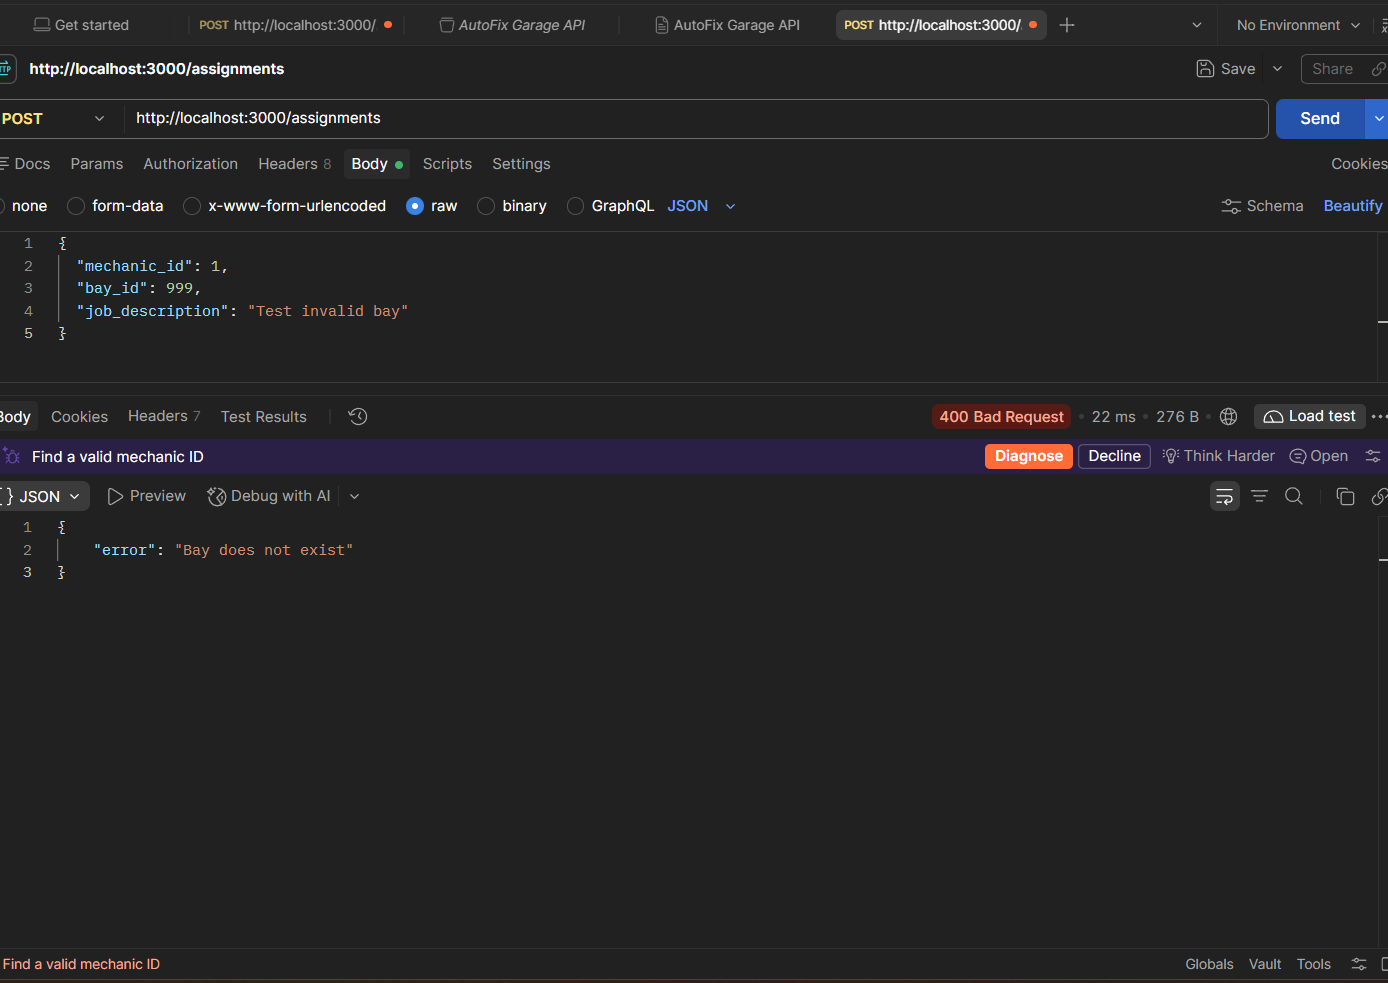 Get started POST http://localhost:3000/ AutoFix Garage API AutoFix Garage API POST http://localhost:3000/ No Environment
http://localhost:3000/assignments Save Share
POST http://localhost:3000/assignments Send
Docs Params Authorization Headers 8 Body Scripts Settings Cookies
none form-data x-www-form-urlencoded raw binary GraphQL JSON Schema Beautify
1 {
2 "mechanic_id": 1,
3 "bay_id": 999,
4 "job_description": "Test invalid bay"
5 }
Body Cookies Headers 7 Test Results 400 Bad Request • 22 ms • 276 B • Load test
Find a valid mechanic ID Diagnose Decline Think Harder Open
{} JSON Preview Debug with AI
1 {
2 "error": "Bay does not exist"
3 }
Find a valid mechanic ID Globals Vault Tools